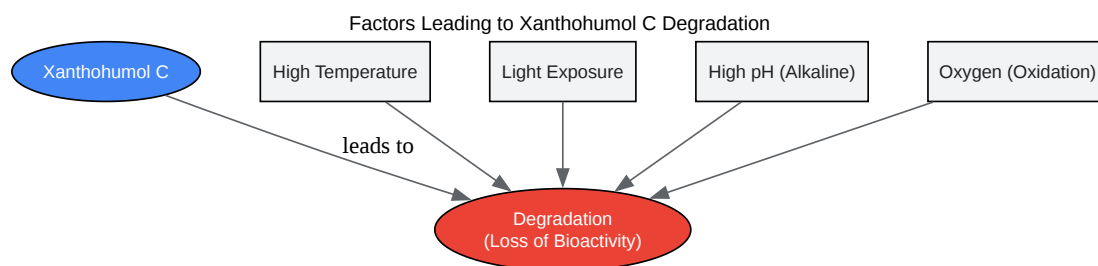 Factors Leading to Xanthohumol C Degradation
Xanthohumol C
High Temperature
Light Exposure
High pH (Alkaline)
Oxygen (Oxidation)
leads to
Degradation
(Loss of Bioactivity)